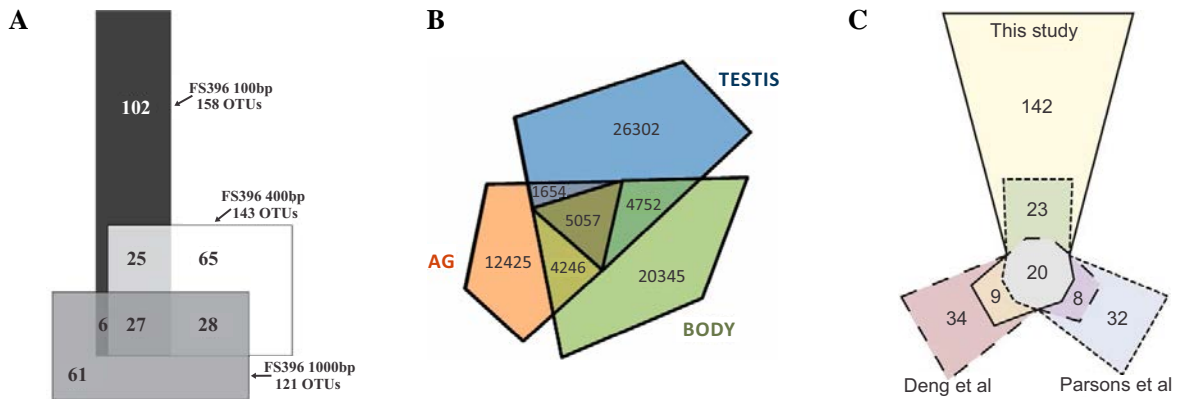 A
102
FS396 100bp
158 OTUs
FS396 400bp
143 OTUs
25
65
6
27
28
61
FS396 1000bp
121 OTUs
B
TESTIS
26302
1654
4752
5057
AG
12425
4246
20345
BODY
C
This study
142
23
20
9
8
34
32
Deng et al
Parsons et al